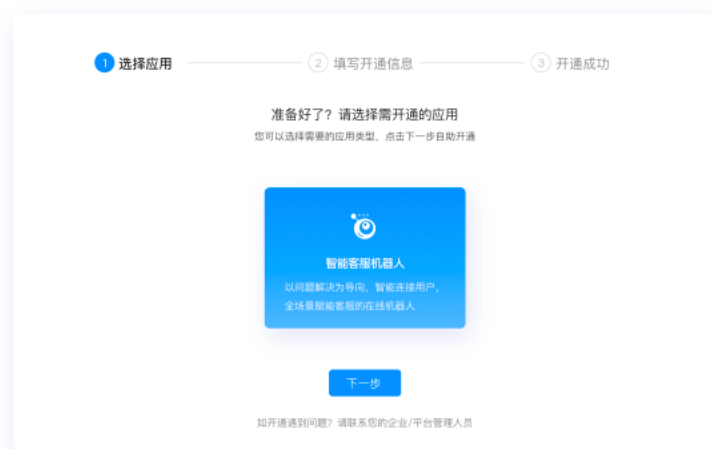 1 选择应用 2 填写开通信息 3 开通成功
准备好了？请选择需开通的应用
您可以选择需要的应用类型，点击下一步自助开通
智能客服机器人
以问题解决为导向，智能连接用户，
全场景赋能客服的在线机器人
下一步
如开通遇到问题？请联系您的企业/平台管理人员